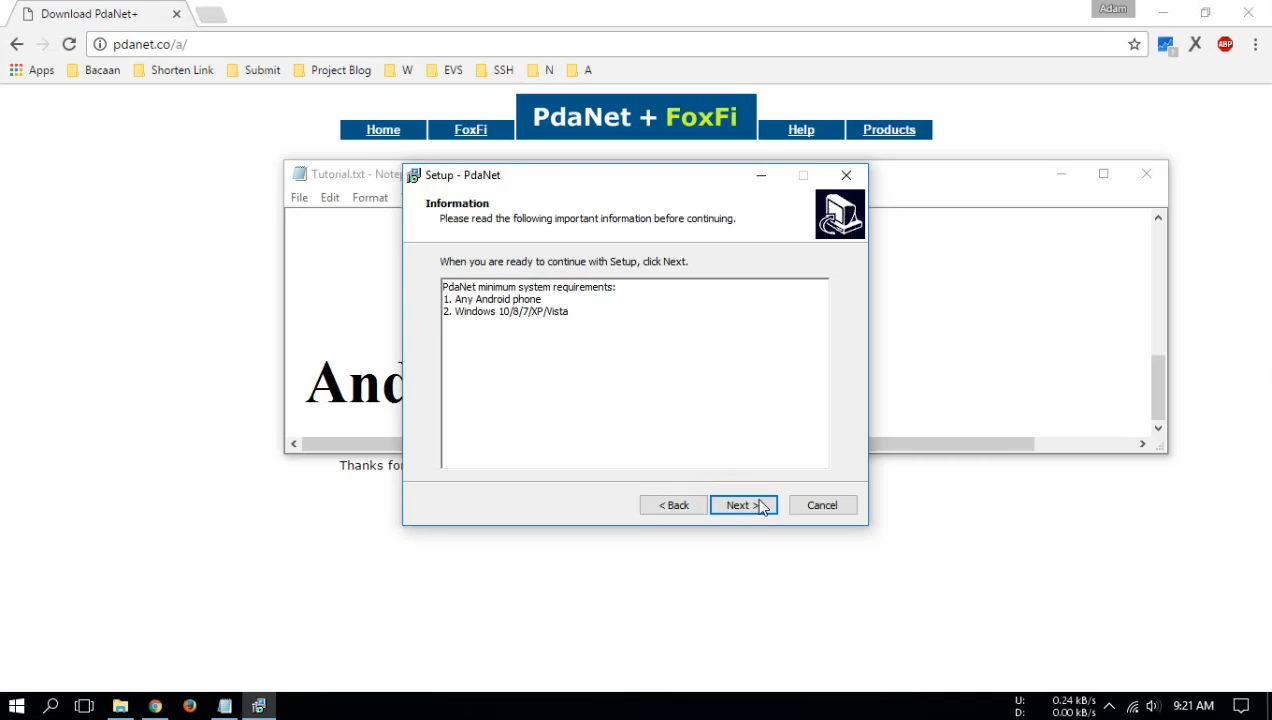 Download PdaNet+
Adam
pdanet.co/a/
ABP
Apps Bacaan Shorten Link Submit Project Blog W EVS SSH N A
PdaNet + FoxFi
Home FoxFi Help Products
Tutorial.txt - Note
File Edit Format
And
Thanks fo
Setup - PdaNet
Information
Please read the following important information before continuing.
When you are ready to continue with Setup, click Next.
PdaNet minimum system requirements:
1. Any Android phone
2. Windows 10/8/7/XP/Vista
< Back Next > Cancel
U: 0.24 kB/s
D: 0.00 kB/s
9:21 AM